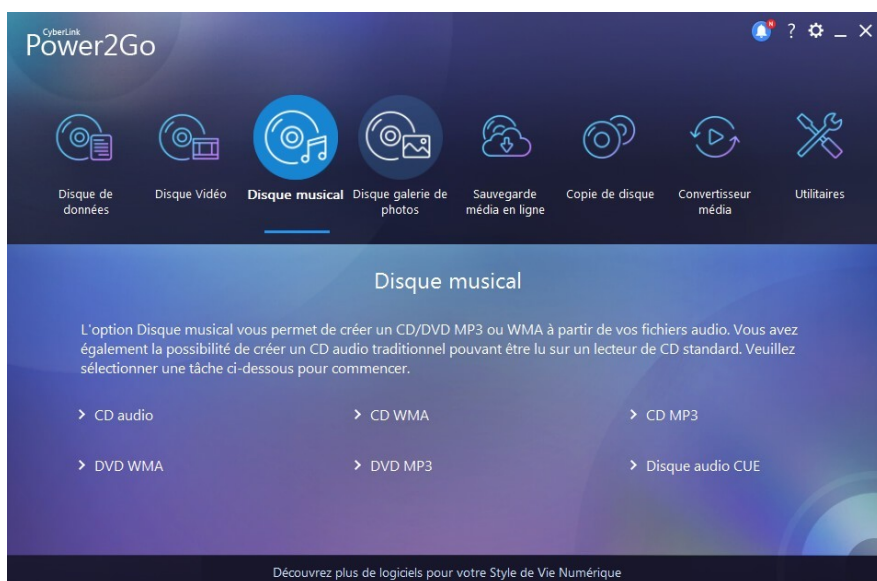 CyberLink
Power2Go
N
?
Disque de
données
Disque Vidéo
Disque musical
Disque galerie de
photos
Sauvegarde
média en ligne
Copie de disque
Convertisseur
média
Utilitaires
Disque musical
L'option Disque musical vous permet de créer un CD/DVD MP3 ou WMA à partir de vos fichiers audio. Vous avez
également la possibilité de créer un CD audio traditionnel pouvant être lu sur un lecteur de CD standard. Veuillez
sélectionner une tâche ci-dessous pour commencer.
> CD audio
> CD WMA
> CD MP3
> DVD WMA
> DVD MP3
> Disque audio CUE
Découvrez plus de logiciels pour votre Style de Vie Numérique